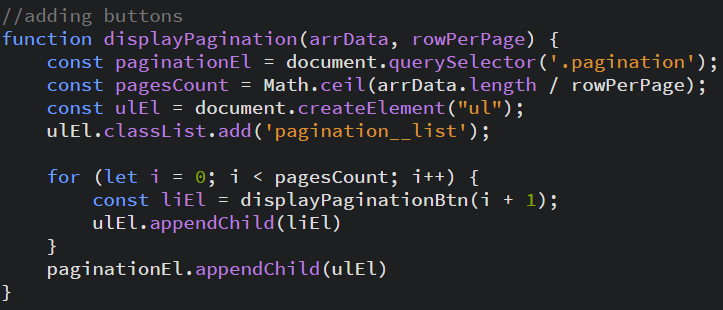 //adding buttons
function displayPagination(arrData, rowPerPage) {
    const paginationEl = document.querySelector('.pagination');
    const pagesCount = Math.ceil(arrData.length / rowPerPage);
    const ulEl = document.createElement("ul");
    ulEl.classList.add('pagination__list');

    for (let i = 0; i < pagesCount; i++) {
        const liEl = displayPaginationBtn(i + 1);
        ulEl.appendChild(liEl)
    }
    paginationEl.appendChild(ulEl)
}